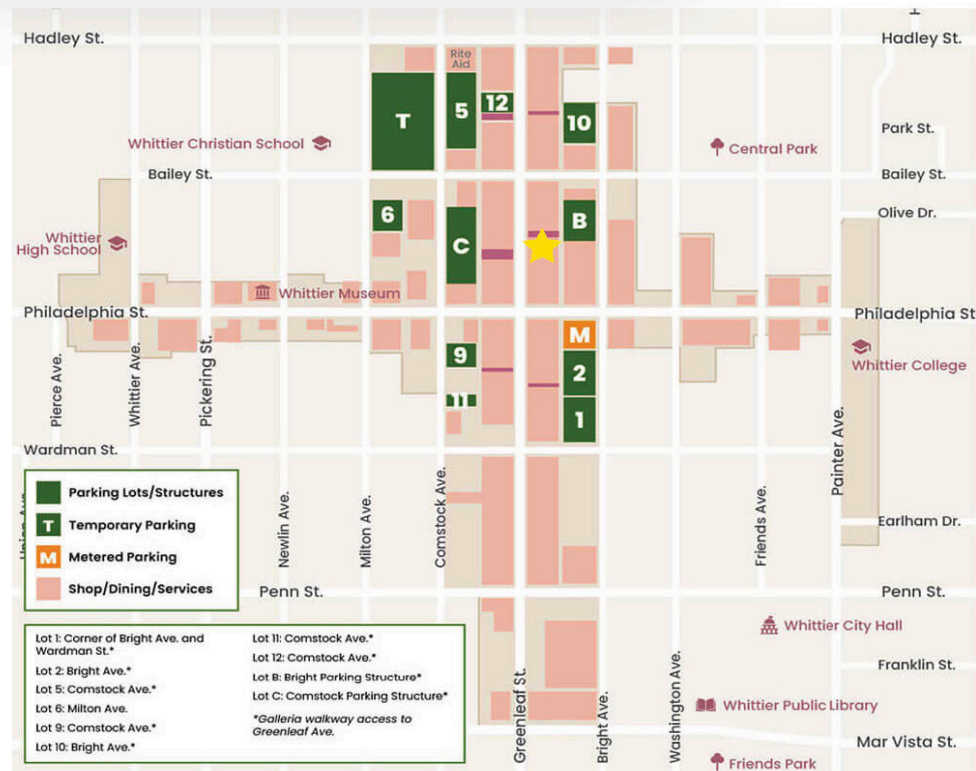 Hadley St.
Hadley St.
Rite
Aid
T
5
12
10
Park St.
Whittier Christian School
Central Park
Bailey St.
Bailey St.
6
C
B
Olive Dr.
Whittier
High School
Whittier Museum
Philadelphia St.
Philadelphia St
M
9
2
11
1
Whittier College
Pierce Ave.
Whittier Ave.
Pickering St.
Wardman St.
Painter Ave.
Parking Lots/Structures
T
Temporary Parking
M
Metered Parking
Shop/Dining/Services
Newlin Ave.
Milton Ave.
Comstock Ave.
Friends Ave.
Earlham Dr.
Penn St.
Penn St.
Lot 1: Corner of Bright Ave. and
Wardman St.*
Lot 2: Bright Ave.*
Lot 5: Comstock Ave.*
Lot 6: Milton Ave.
Lot 9: Comstock Ave.*
Lot 10: Bright Ave.*
Lot 11: Comstock Ave.*
Lot 12: Comstock Ave.*
Lot B: Bright Parking Structure*
Lot C: Comstock Parking Structure*
*Galleria walkway access to
Greenleaf Ave.
Greenleaf St.
Bright Ave.
Washington Ave.
Whittier City Hall
Franklin St.
Whittier Public Library
Mar Vista St.
Friends Park